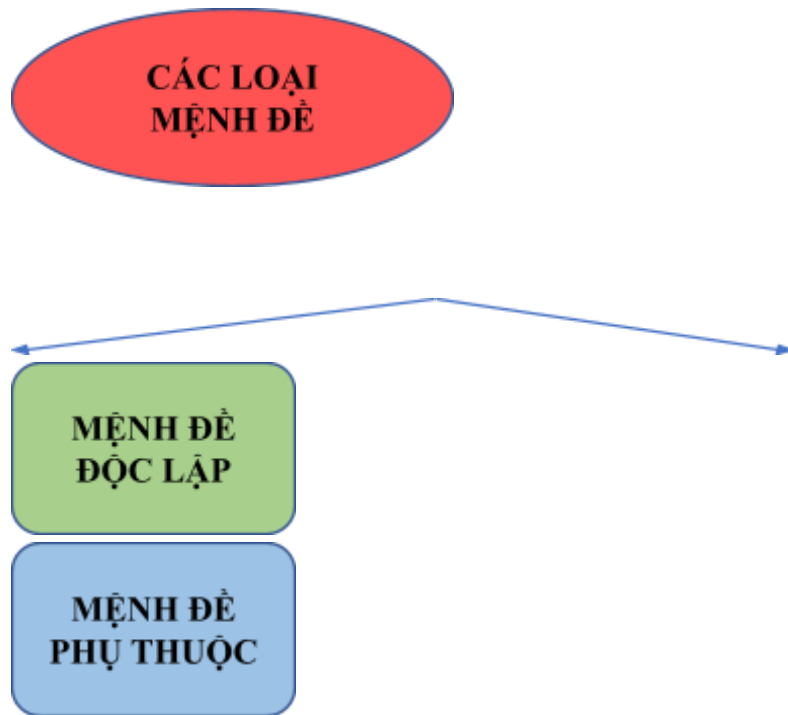 CÁC LOẠI
MỆNH ĐỀ
MỆNH ĐỀ
ĐỘC LẬP
MỆNH ĐỀ
PHỤ THUỘC